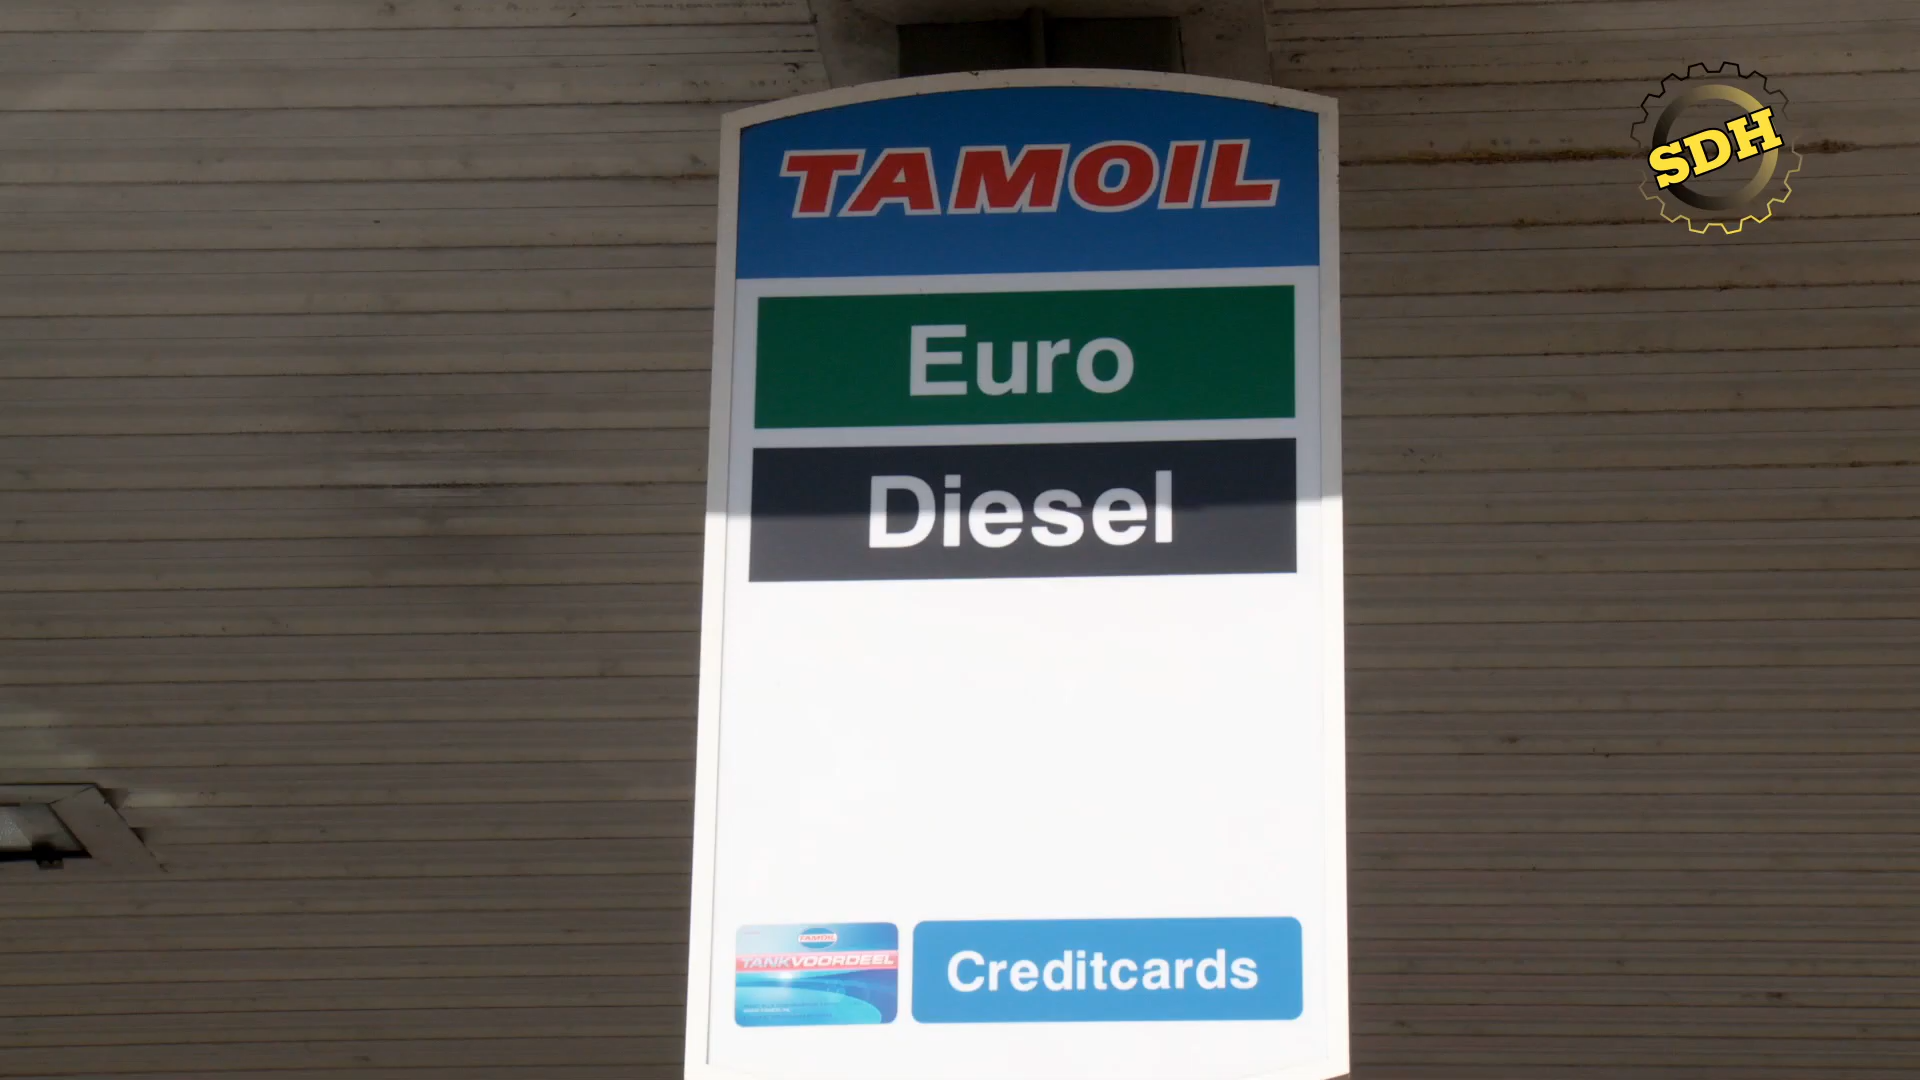 TAMOIL
SDH
Euro
Diesel
TAMOIL
TANKVOORDEEL
Creditcards